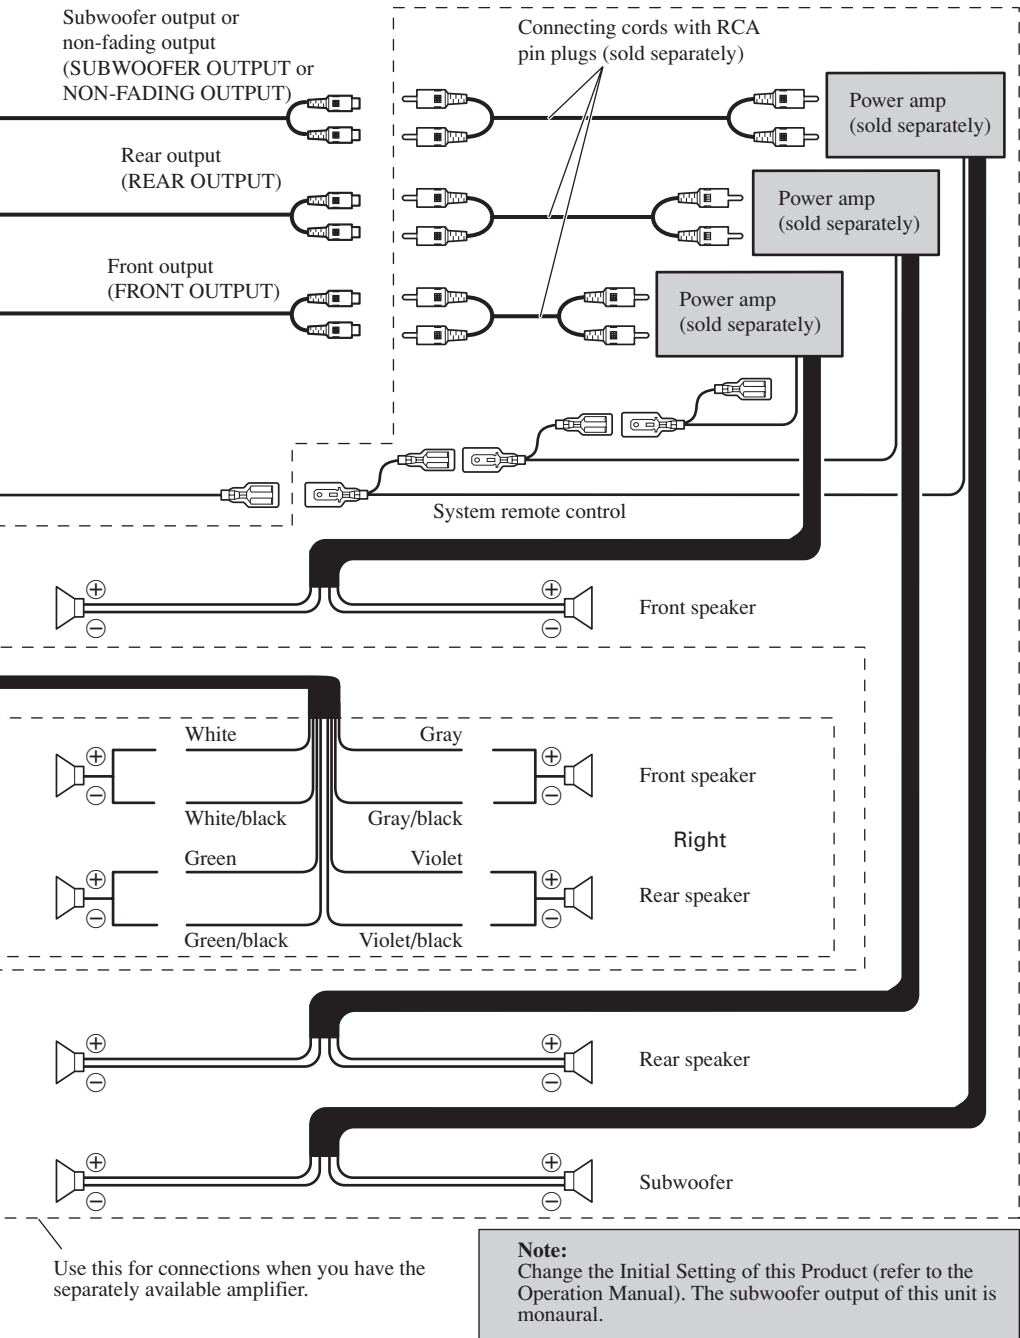 Subwoofer output or
non-fading output
(SUBWOOFER OUTPUT or
NON-FADING OUTPUT)
Connecting cords with RCA
pin plugs (sold separately)
Power amp
(sold separately)
Rear output
(REAR OUTPUT)
Power amp
(sold separately)
Front output
(FRONT OUTPUT)
Power amp
(sold separately)
System remote control
⊕ ⊕
Front speaker
⊖ ⊖
White Gray
⊕ ⊕
Front speaker
⊖ ⊖
White/black Gray/black
Right
Green Violet
⊕ ⊕
Rear speaker
⊖ ⊖
Green/black Violet/black
⊕ ⊕
Rear speaker
⊖ ⊖
⊕ ⊕
Subwoofer
⊖ ⊖
Use this for connections when you have the
separately available amplifier.
Note:
Change the Initial Setting of this Product (refer to the
Operation Manual). The subwoofer output of this unit is
monaural.